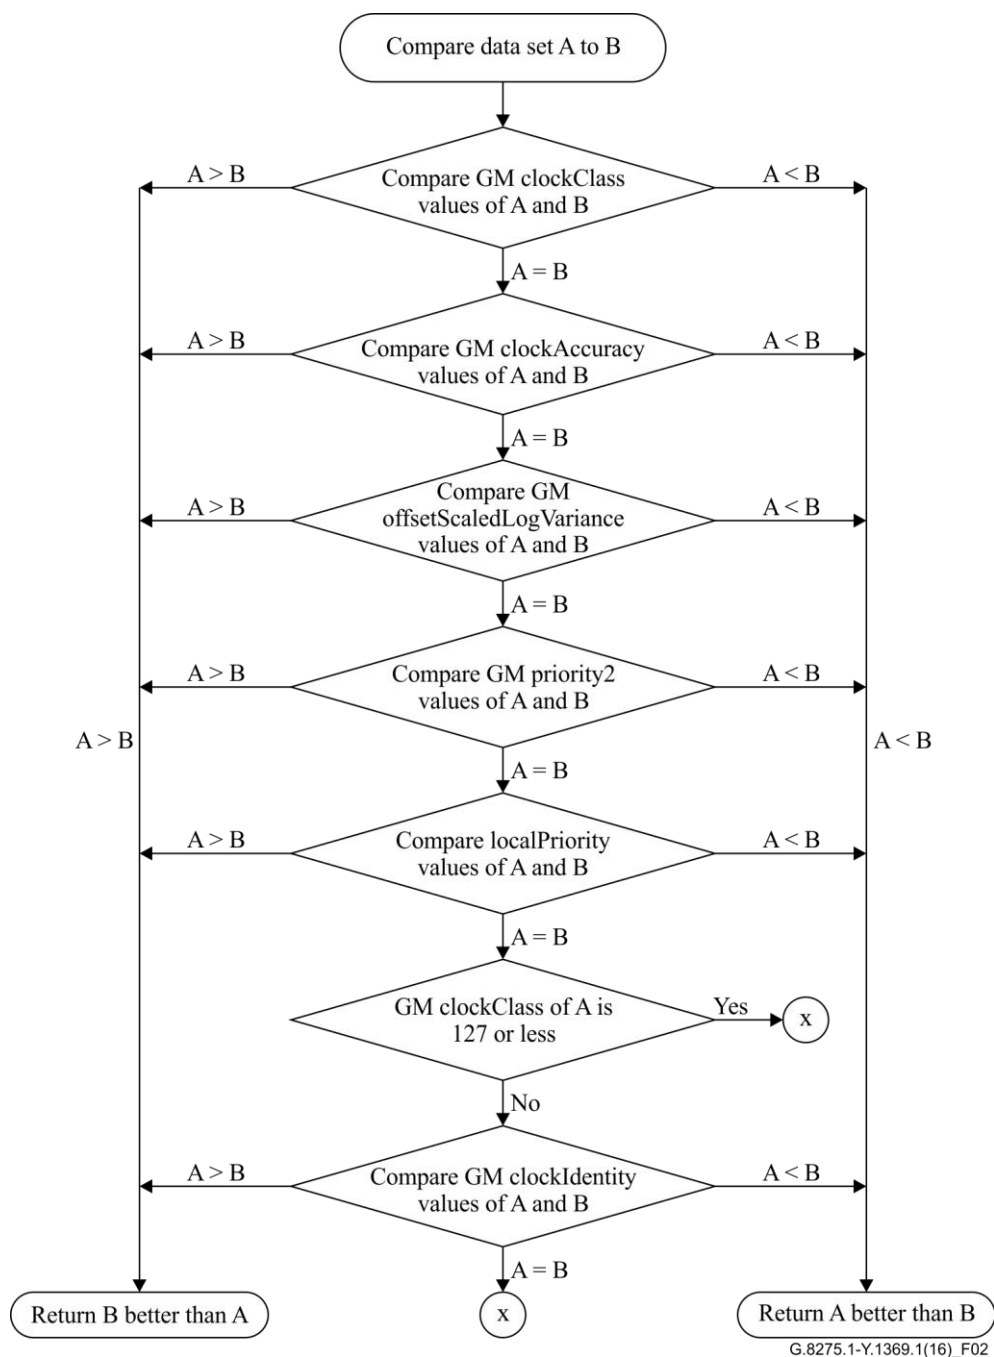 Compare data set A to B
A > B
Compare GM clockClass
values of A and B
A < B
A = B
A > B
Compare GM clockAccuracy
values of A and B
A < B
A = B
A > B
Compare GM
offsetScaledLogVariance
values of A and B
A < B
A = B
A > B
Compare GM priority2
values of A and B
A < B
A > B
A < B
A = B
A > B
Compare localPriority
values of A and B
A < B
A = B
GM clockClass of A is
127 or less
Yes
x
No
A > B
Compare GM clockIdentity
values of A and B
A < B
A = B
Return B better than A
x
Return A better than B
G.8275.1-Y.1369.1(16)_F02